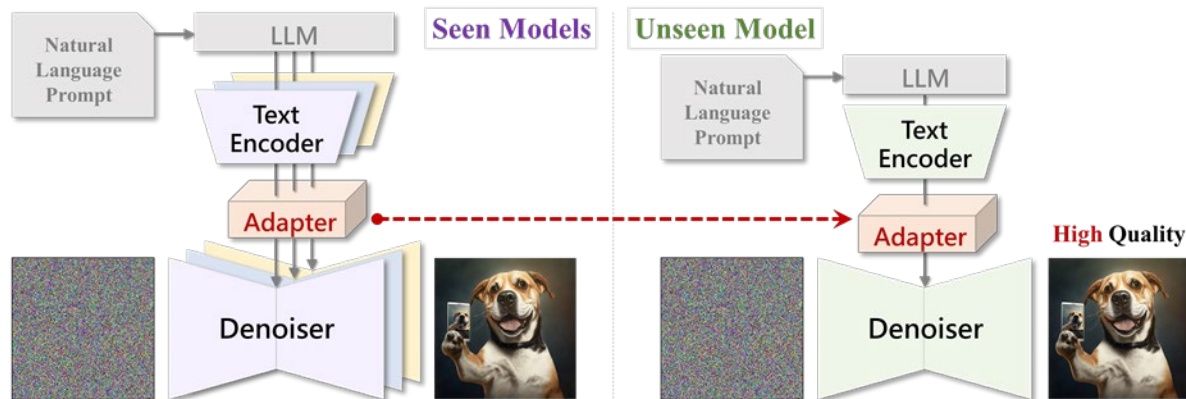 Seen Models
Natural
Language
Prompt
LLM
Text
Encoder
Adapter
Denoiser
Unseen Model
Natural
Language
Prompt
LLM
Text
Encoder
Adapter
High Quality
Denoiser